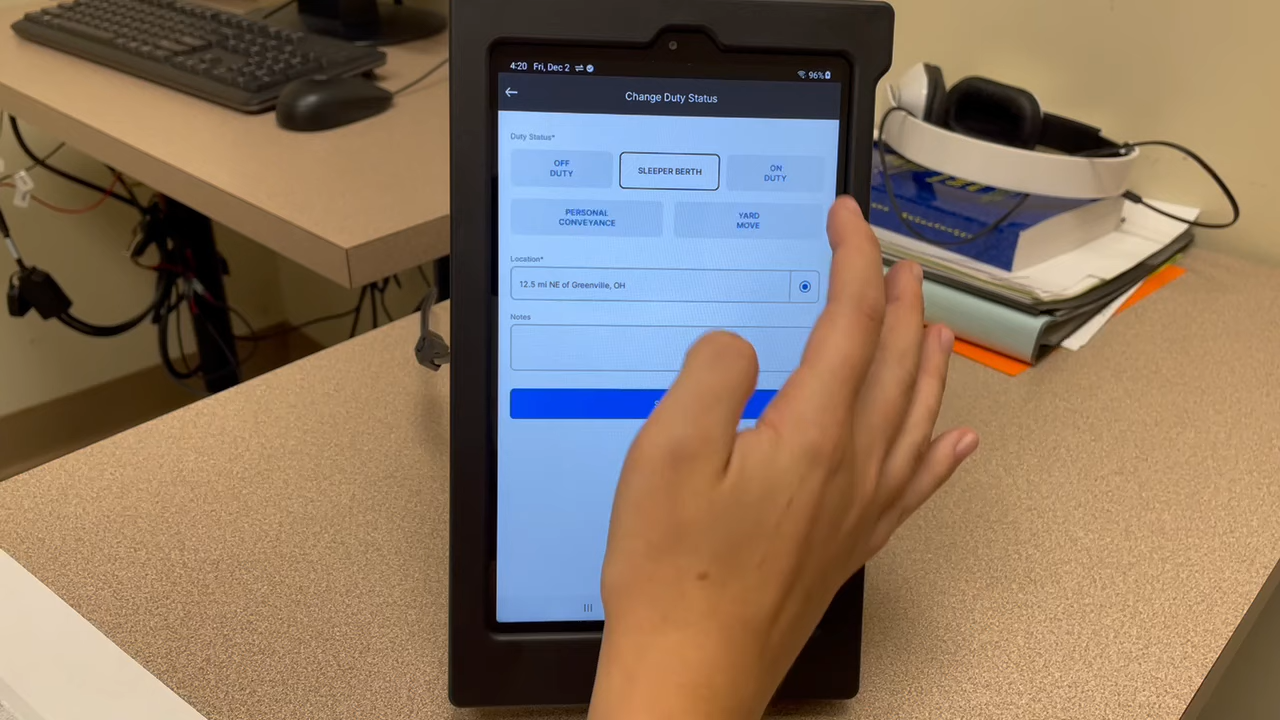 4:20 Fri, Dec 2
96%
Change Duty Status
Duty Status*
OFF
DUTY
SLEEPER BERTH
ON
DUTY
PERSONAL
CONVEYANCE
YARD
MOVE
Location*
12.5 mi NE of Greenville, OH
Notes